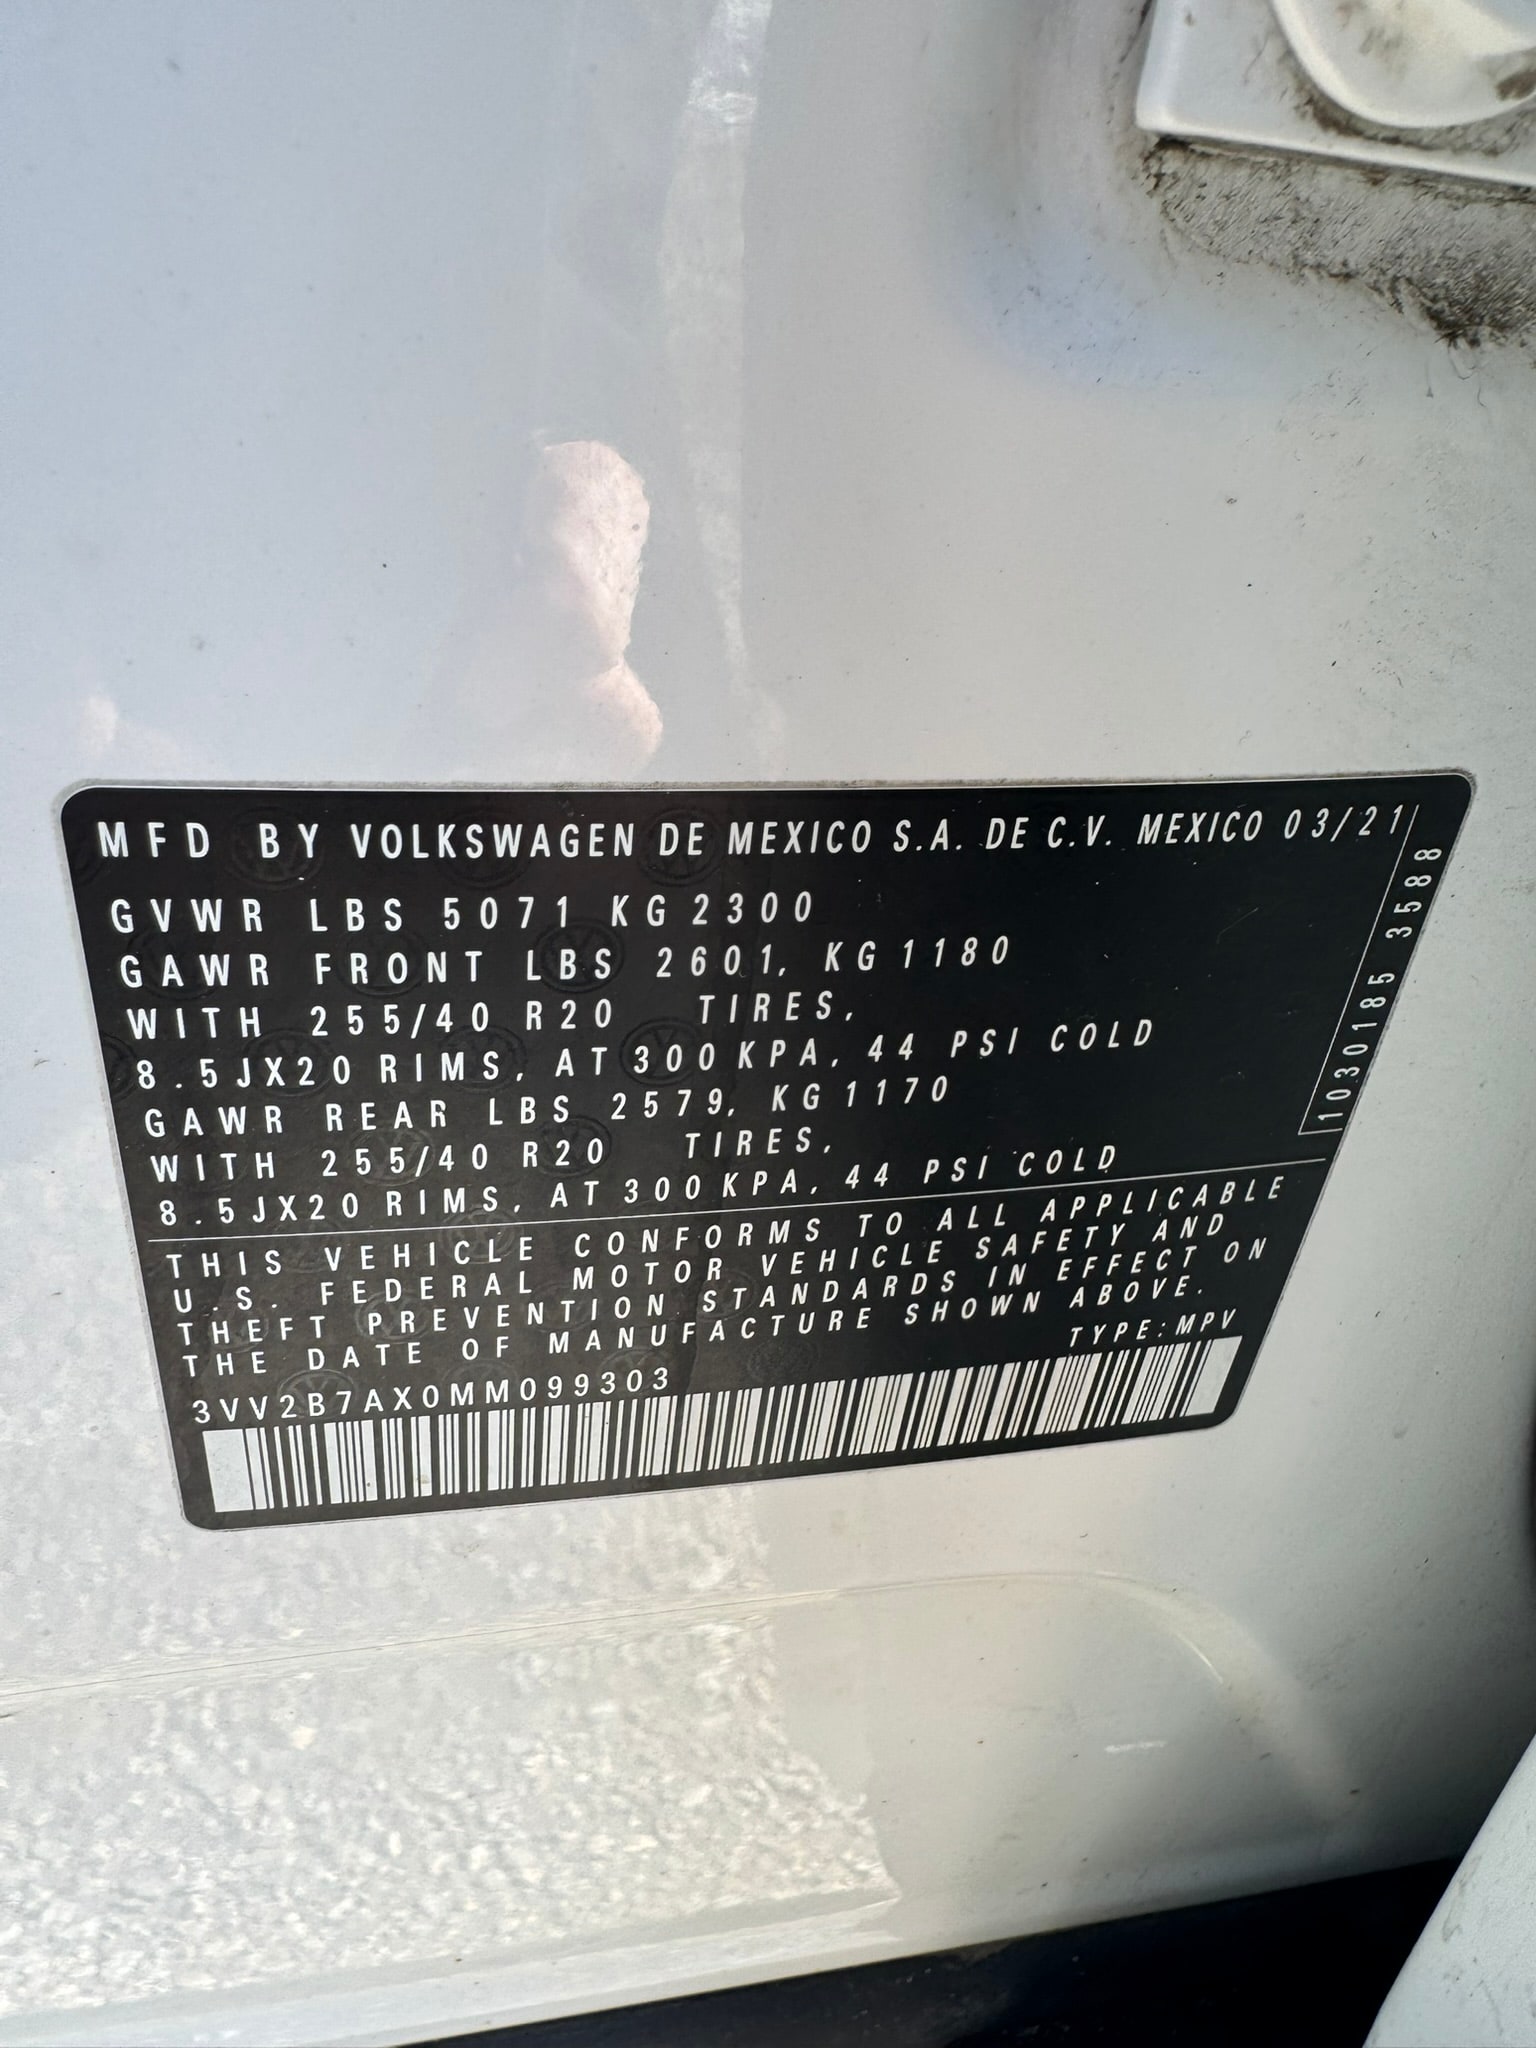 MFD BY VOLKSWAGEN DE MEXICO S.A. DE C.V. MEXICO 03/21
GVWR LBS 5071 KG 2300
GAWR FRONT LBS 2601, KG 1180
WITH 255/40 R20 TIRES,
8.5JX20 RIMS, AT 300 KPA, 44 PSI COLD
GAWR REAR LBS 2579, KG 1170
WITH 255/40 R20 TIRES,
8.5JX20 RIMS, AT 300 KPA, 44 PSI COLD
THIS VEHICLE CONFORMS TO ALL APPLICABLE
U.S. FEDERAL MOTOR VEHICLE SAFETY AND
THEFT PREVENTION STANDARDS IN EFFECT ON
THE DATE OF MANUFACTURE SHOWN ABOVE.
TYPE: MPV
3VV2B7AX0MM099303
1030185 3588